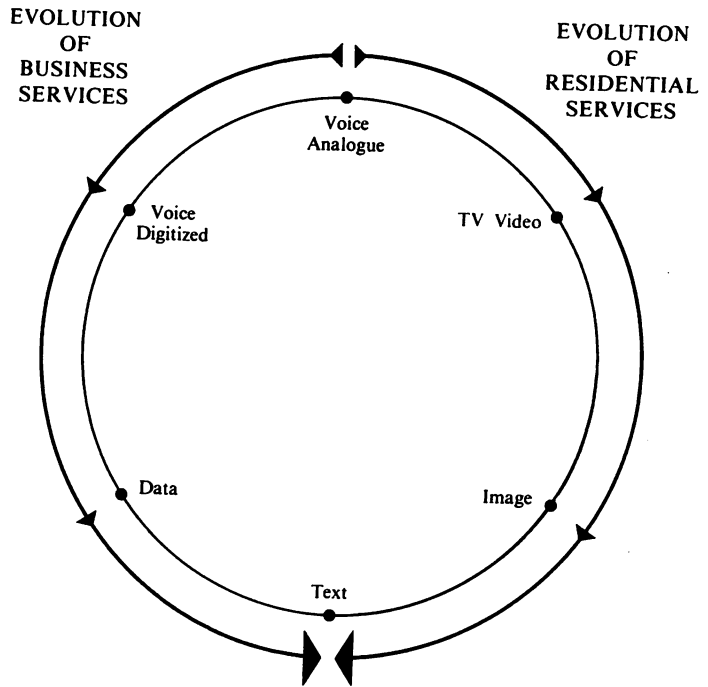 EVOLUTION
OF
BUSINESS
SERVICES
EVOLUTION
OF
RESIDENTIAL
SERVICES
Voice
Analogue
Voice
Digitized
TV Video
Data
Image
Text